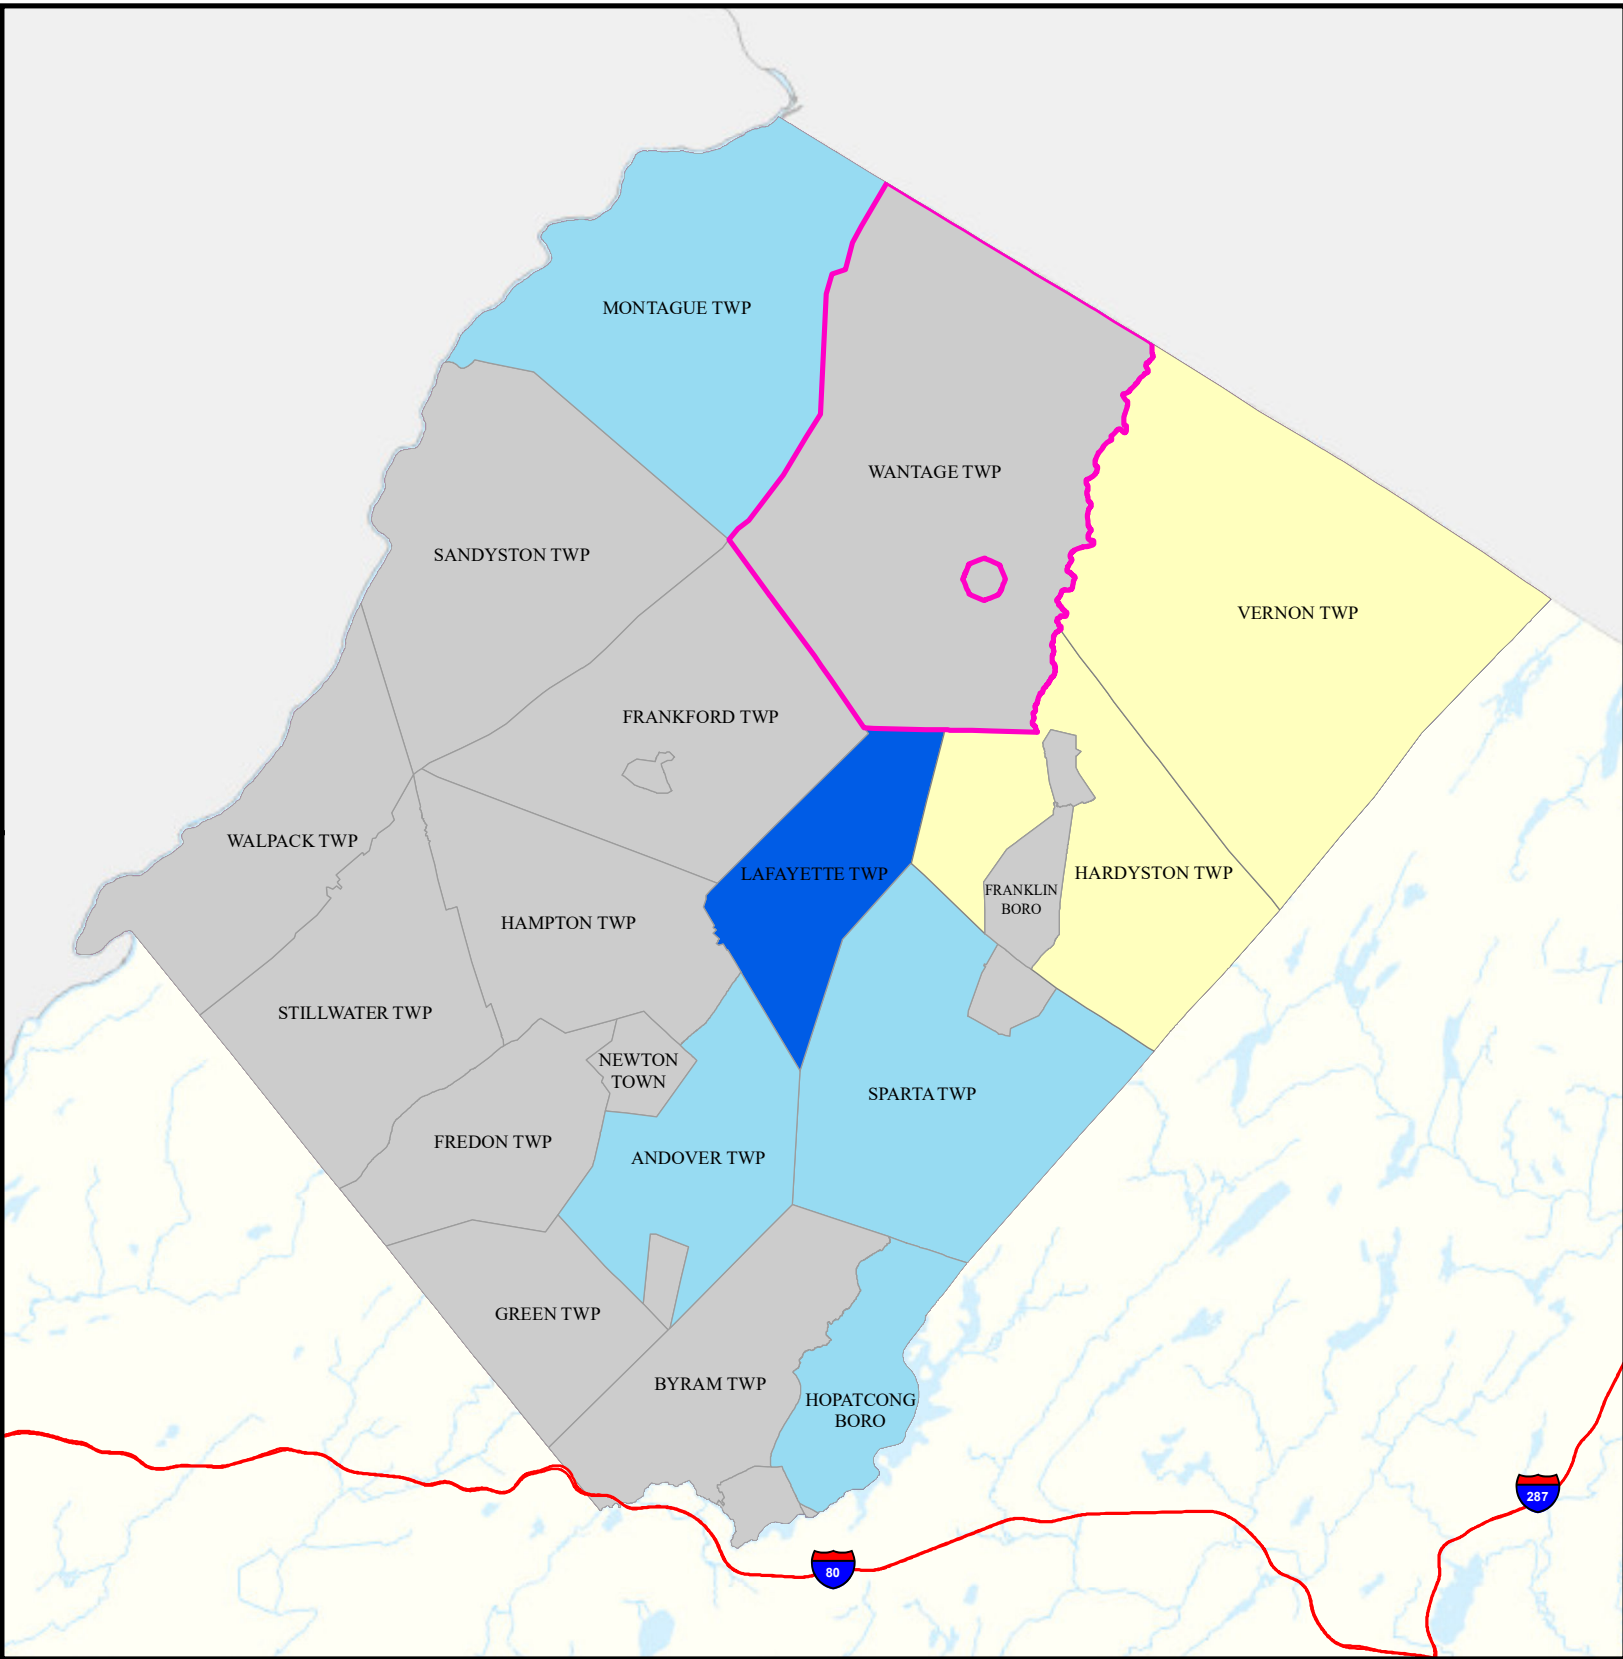 MONTAGUE TWP
WANTAGE TWP
SANDYSTON TWP
VERNON TWP
FRANKFORD TWP
WALPACK TWP
LAFAYETTE TWP
HARDYSTON TWP
FRANKLIN
BORO
HAMPTON TWP
STILLWATER TWP
NEWTON
TOWN
SPARTA TWP
FREDON TWP
ANDOVER TWP
GREEN TWP
BYRAM TWP
HOPATCONG
BORO
287
80